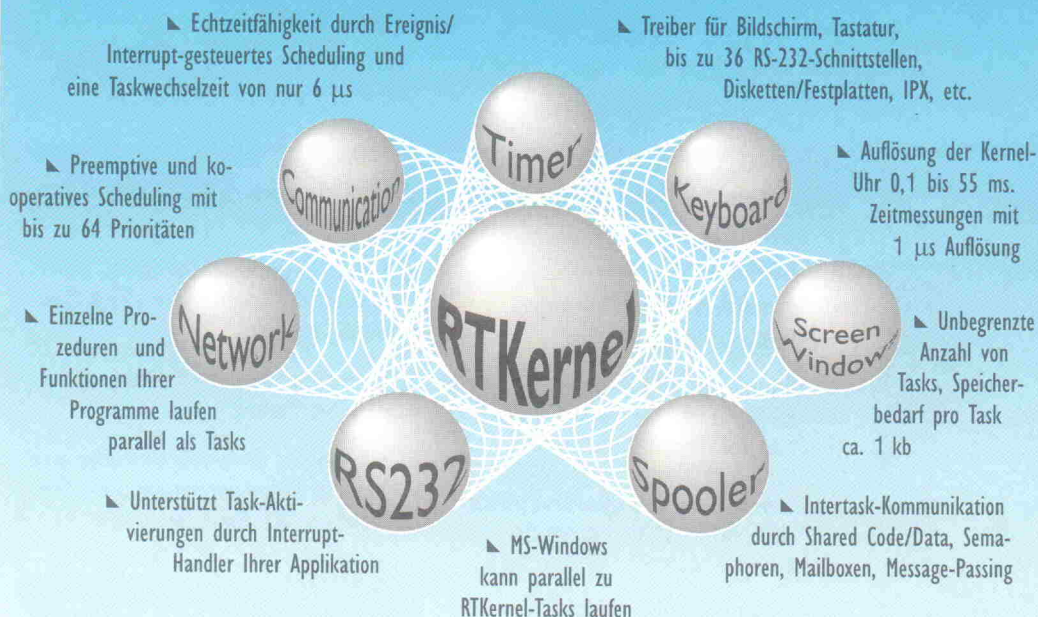 ◣ Echtzeitfähigkeit durch Ereignis/
Interrupt-gesteuertes Scheduling und
eine Taskwechselzeit von nur 6 µs
◣ Treiber für Bildschirm, Tastatur,
bis zu 36 RS-232-Schnittstellen,
Disketten/Festplatten, IPX, etc.
◣ Preemptive und ko-
operatives Scheduling mit
bis zu 64 Prioritäten
Communication
Timer
Keyboard
◣ Auflösung der Kernel-
Uhr 0,1 bis 55 ms.
Zeitmessungen mit
1 µs Auflösung
◣ Einzelne Pro-
zeduren und
Funktionen Ihrer
Programme laufen
parallel als Tasks
Network
RTKernel
Screen
Window
◣ Unbegrenzte
Anzahl von
Tasks, Speicher-
bedarf pro Task
ca. 1 kb
RS232
Spooler
◣ Unterstützt Task-Akti-
vierungen durch Interrupt-
Handler Ihrer Applikation
◣ MS-Windows
kann parallel zu
RTKernel-Tasks laufen
◣ Intertask-Kommunikation
durch Shared Code/Data, Sema-
phoren, Mailboxen, Message-Passing